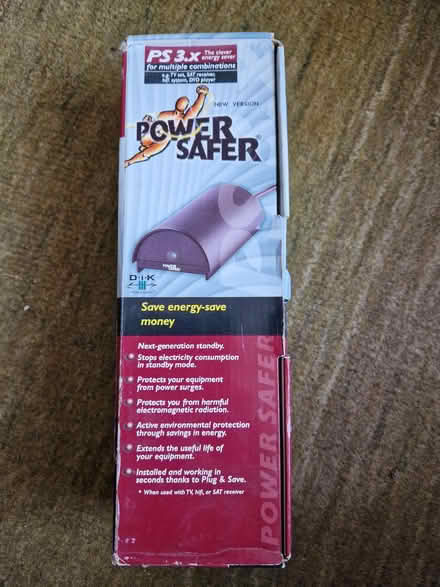 PS 3.x The clever
energy saver
for multiple combinations
e.g. TV set, SAT receiver,
hifi system, DVD player
NEW VERSION
POWER
SAFER®
POWER
SAFER
D·i·K
Save energy-save
money
Next-generation standby.
Stops electricity consumption
in standby mode.
Protects your equipment
from power surges.
Protects you from harmful
electromagnetic radiation.
Active environmental protection
through savings in energy.
Extends the useful life of
your equipment.
Installed and working in
seconds thanks to Plug & Save.
* When used with TV, hifi, or SAT receiver
POWER SAFER